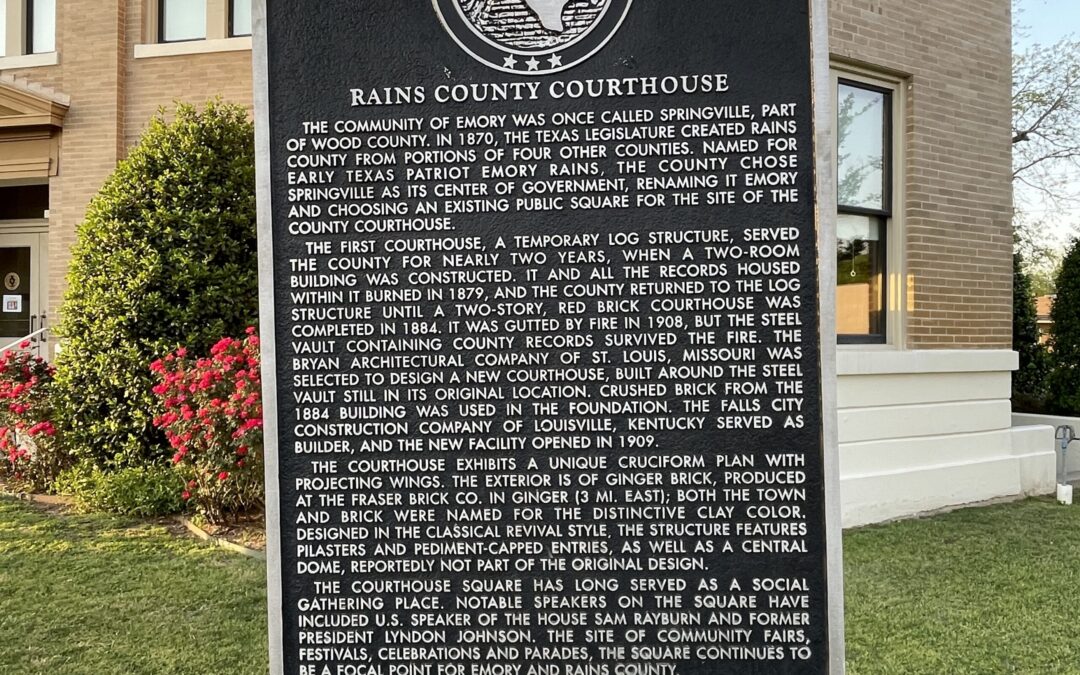 RAINS COUNTY COURTHOUSE
THE COMMUNITY OF EMORY WAS ONCE CALLED SPRINGVILLE, PART
OF WOOD COUNTY. IN 1870, THE TEXAS LEGISLATURE CREATED RAINS
COUNTY FROM PORTIONS OF FOUR OTHER COUNTIES. NAMED FOR
EARLY TEXAS PATRIOT EMORY RAINS, THE COUNTY CHOSE
SPRINGVILLE AS ITS CENTER OF GOVERNMENT, RENAMING IT EMORY
AND CHOOSING AN EXISTING PUBLIC SQUARE FOR THE SITE OF THE
COUNTY COURTHOUSE.
THE FIRST COURTHOUSE, A TEMPORARY LOG STRUCTURE, SERVED
THE COUNTY FOR NEARLY TWO YEARS, WHEN A TWO-ROOM
BUILDING WAS CONSTRUCTED. IT AND ALL THE RECORDS HOUSED
WITHIN IT BURNED IN 1879, AND THE COUNTY RETURNED TO THE LOG
STRUCTURE UNTIL A TWO-STORY, RED BRICK COURTHOUSE WAS
COMPLETED IN 1884. IT WAS GUTTED BY FIRE IN 1908, BUT THE STEEL
VAULT CONTAINING COUNTY RECORDS SURVIVED THE FIRE. THE
BRYAN ARCHITECTURAL COMPANY OF ST. LOUIS, MISSOURI WAS
SELECTED TO DESIGN A NEW COURTHOUSE, BUILT AROUND THE STEEL
VAULT STILL IN ITS ORIGINAL LOCATION. CRUSHED BRICK FROM THE
1884 BUILDING WAS USED IN THE FOUNDATION. THE FALLS CITY
CONSTRUCTION COMPANY OF LOUISVILLE, KENTUCKY SERVED AS
BUILDER, AND THE NEW FACILITY OPENED IN 1909.
THE COURTHOUSE EXHIBITS A UNIQUE CRUCIFORM PLAN WITH
PROJECTING WINGS. THE EXTERIOR IS OF GINGER BRICK, PRODUCED
AT THE FRASER BRICK CO. IN GINGER (3 MI. EAST); BOTH THE TOWN
AND BRICK WERE NAMED FOR THE DISTINCTIVE CLAY COLOR.
DESIGNED IN THE CLASSICAL REVIVAL STYLE, THE STRUCTURE FEATURES
PILASTERS AND PEDIMENT-CAPPED ENTRIES, AS WELL AS A CENTRAL
DOME, REPORTEDLY NOT PART OF THE ORIGINAL DESIGN.
THE COURTHOUSE SQUARE HAS LONG SERVED AS A SOCIAL
GATHERING PLACE. NOTABLE SPEAKERS ON THE SQUARE HAVE
INCLUDED U.S. SPEAKER OF THE HOUSE SAM RAYBURN AND FORMER
PRESIDENT LYNDON JOHNSON. THE SITE OF COMMUNITY FAIRS,
FESTIVALS, CELEBRATIONS AND PARADES, THE SQUARE CONTINUES TO
BE A FOCAL POINT FOR EMORY AND RAINS COUNTY.